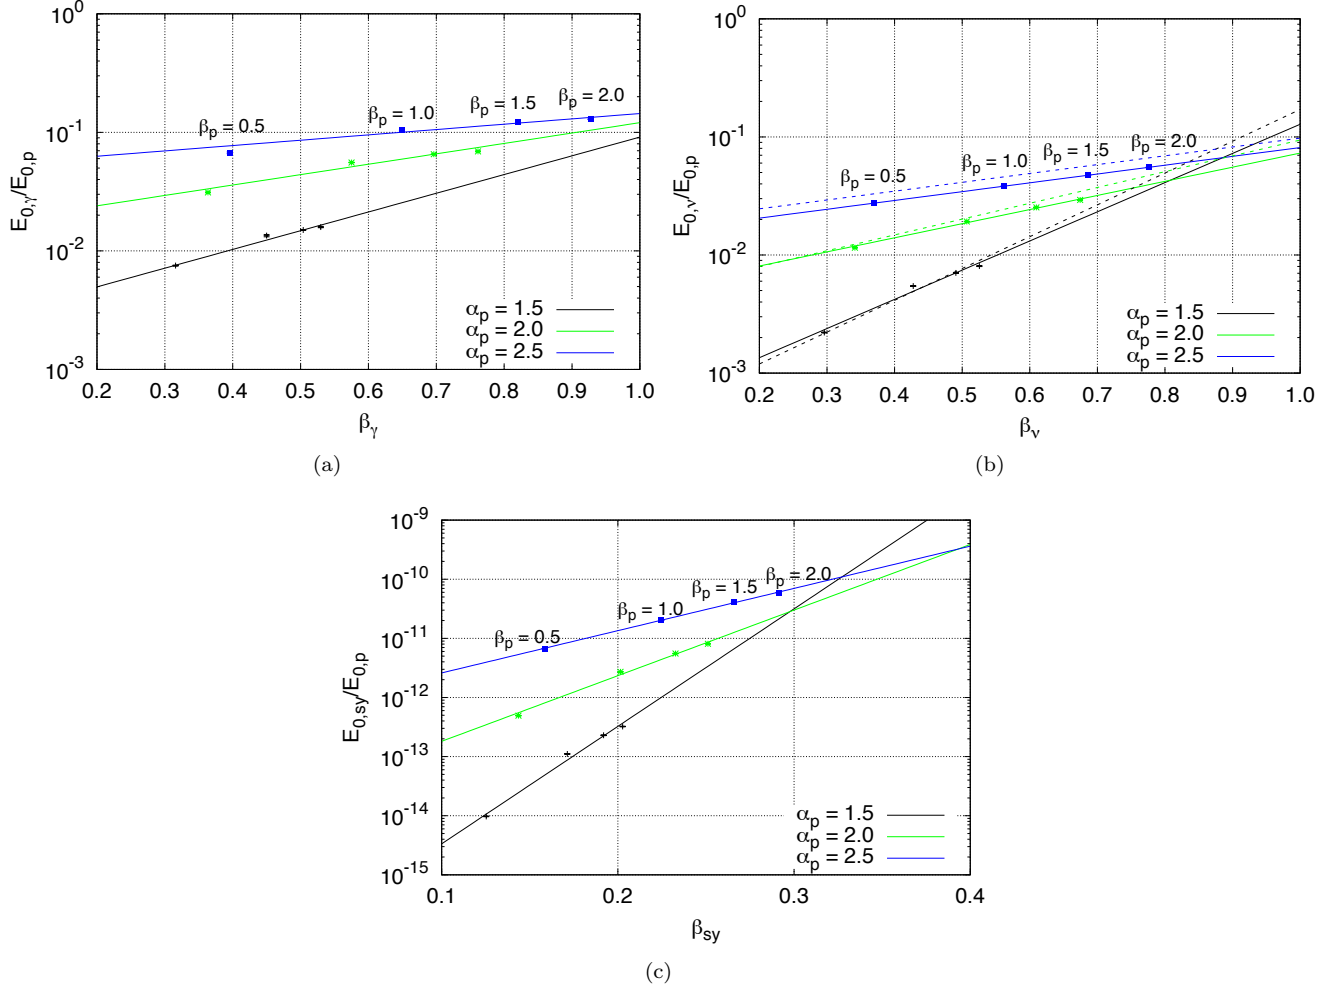 E0,γ/E0,p
10^0
10^-1
10^-2
10^-3
βp = 0.5
βp = 1.0
βp = 1.5
βp = 2.0
αp = 1.5
αp = 2.0
αp = 2.5
0.2 0.3 0.4 0.5 0.6 0.7 0.8 0.9 1.0
βγ
(a)
E0,ν/E0,p
10^0
10^-1
10^-2
10^-3
βp = 0.5
βp = 1.0
βp = 1.5
βp = 2.0
αp = 1.5
αp = 2.0
αp = 2.5
0.2 0.3 0.4 0.5 0.6 0.7 0.8 0.9 1.0
βν
(b)
E0,sy/E0,p
10^-9
10^-10
10^-11
10^-12
10^-13
10^-14
10^-15
βp = 0.5
βp = 1.0
βp = 1.5
βp = 2.0
αp = 1.5
αp = 2.0
αp = 2.5
0.1 0.2 0.3 0.4
βsy
(c)